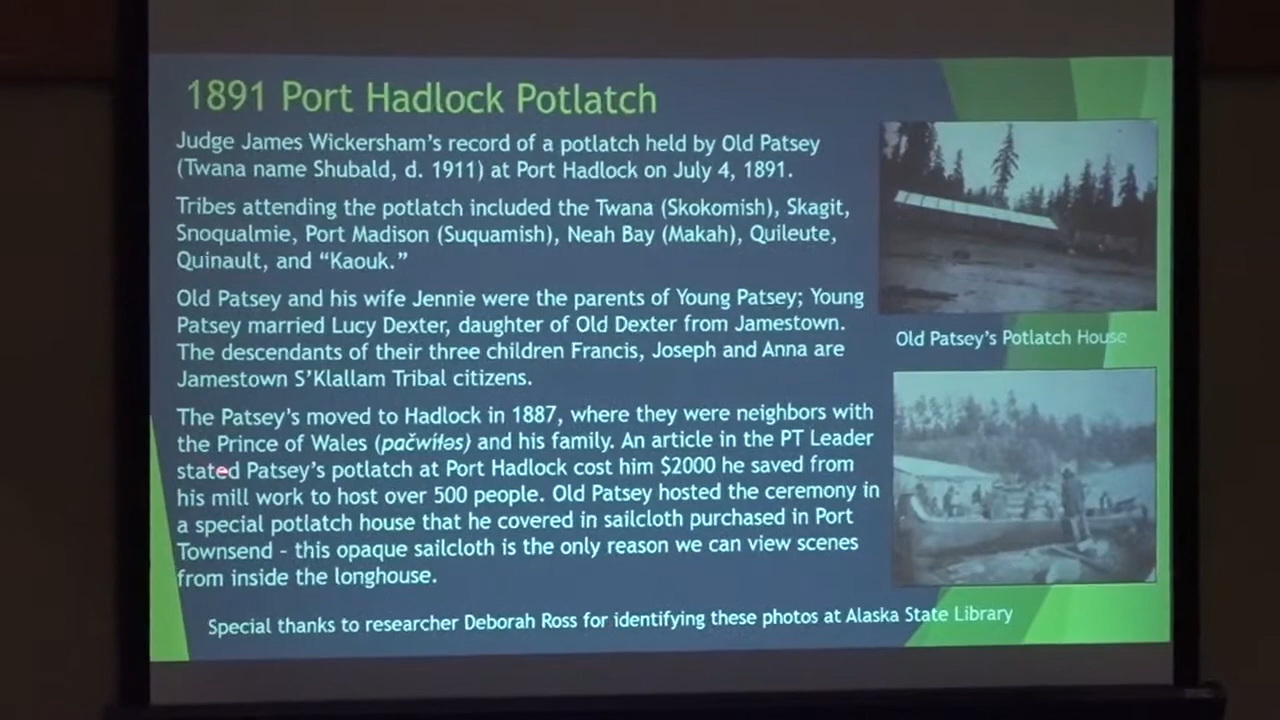 1891 Port Hadlock Potlatch
Judge James Wickersham's record of a potlatch held by Old Patsey
(Twana name Shubald, d. 1911) at Port Hadlock on July 4, 1891.
Tribes attending the potlatch included the Twana (Skokomish), Skagit,
Snoqualmie, Port Madison (Suquamish), Neah Bay (Makah), Quileute,
Quinault, and “Kaouk.”
Old Patsey and his wife Jennie were the parents of Young Patsey; Young
Patsey married Lucy Dexter, daughter of Old Dexter from Jamestown.
The descendants of their three children Francis, Joseph and Anna are
Jamestown S'Klallam Tribal citizens.
The Patsey's moved to Hadlock in 1887, where they were neighbors with
the Prince of Wales (pačwiƚəs) and his family. An article in the PT Leader
stated Patsey's potlatch at Port Hadlock cost him $2000 he saved from
his mill work to host over 500 people. Old Patsey hosted the ceremony in
a special potlatch house that he covered in sailcloth purchased in Port
Townsend - this opaque sailcloth is the only reason we can view scenes
from inside the longhouse.
Old Patsey's Potlatch House
Special thanks to researcher Deborah Ross for identifying these photos at Alaska State Library